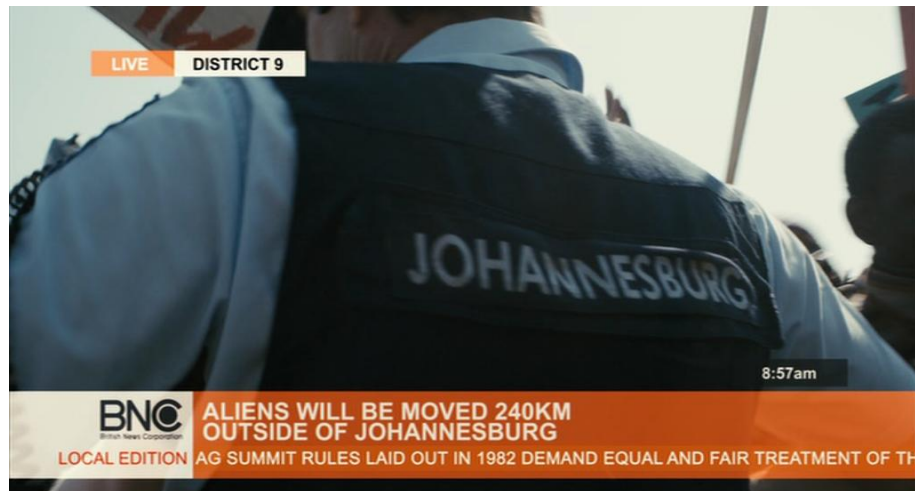 LIVE DISTRICT 9
JOHANNESBURG
8:57am
BNC
British News Corporation
ALIENS WILL BE MOVED 240KM
OUTSIDE OF JOHANNESBURG
LOCAL EDITION AG SUMMIT RULES LAID OUT IN 1982 DEMAND EQUAL AND FAIR TREATMENT OF TH